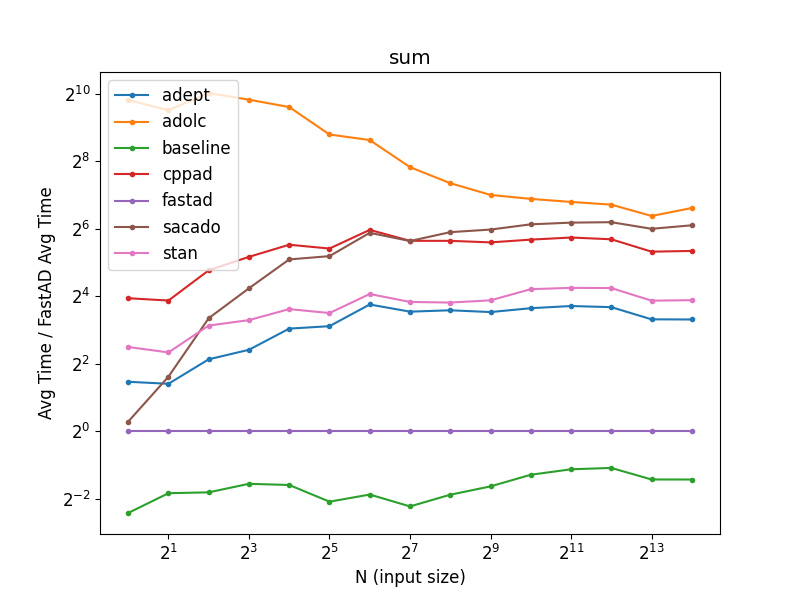 sum
Avg Time / FastAD Avg Time
2^10
2^8
2^6
2^4
2^2
2^0
2^−2
adept
adolc
baseline
cppad
fastad
sacado
stan
2^1 2^3 2^5 2^7 2^9 2^11 2^13
N (input size)